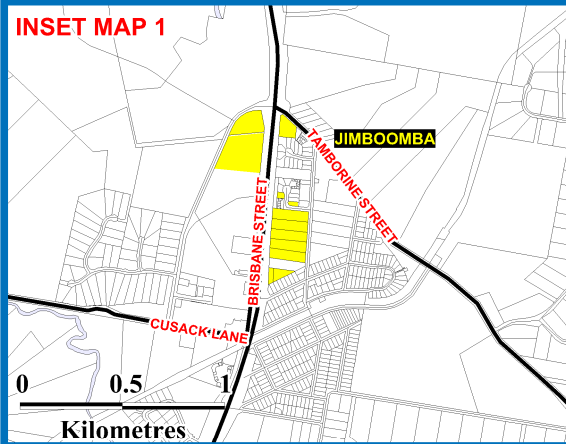 INSET MAP 1
JIMBOOMBA
TAMBORINE STREET
BRISBANE STREET
CUSACK LANE
0 0.5 1
Kilometres